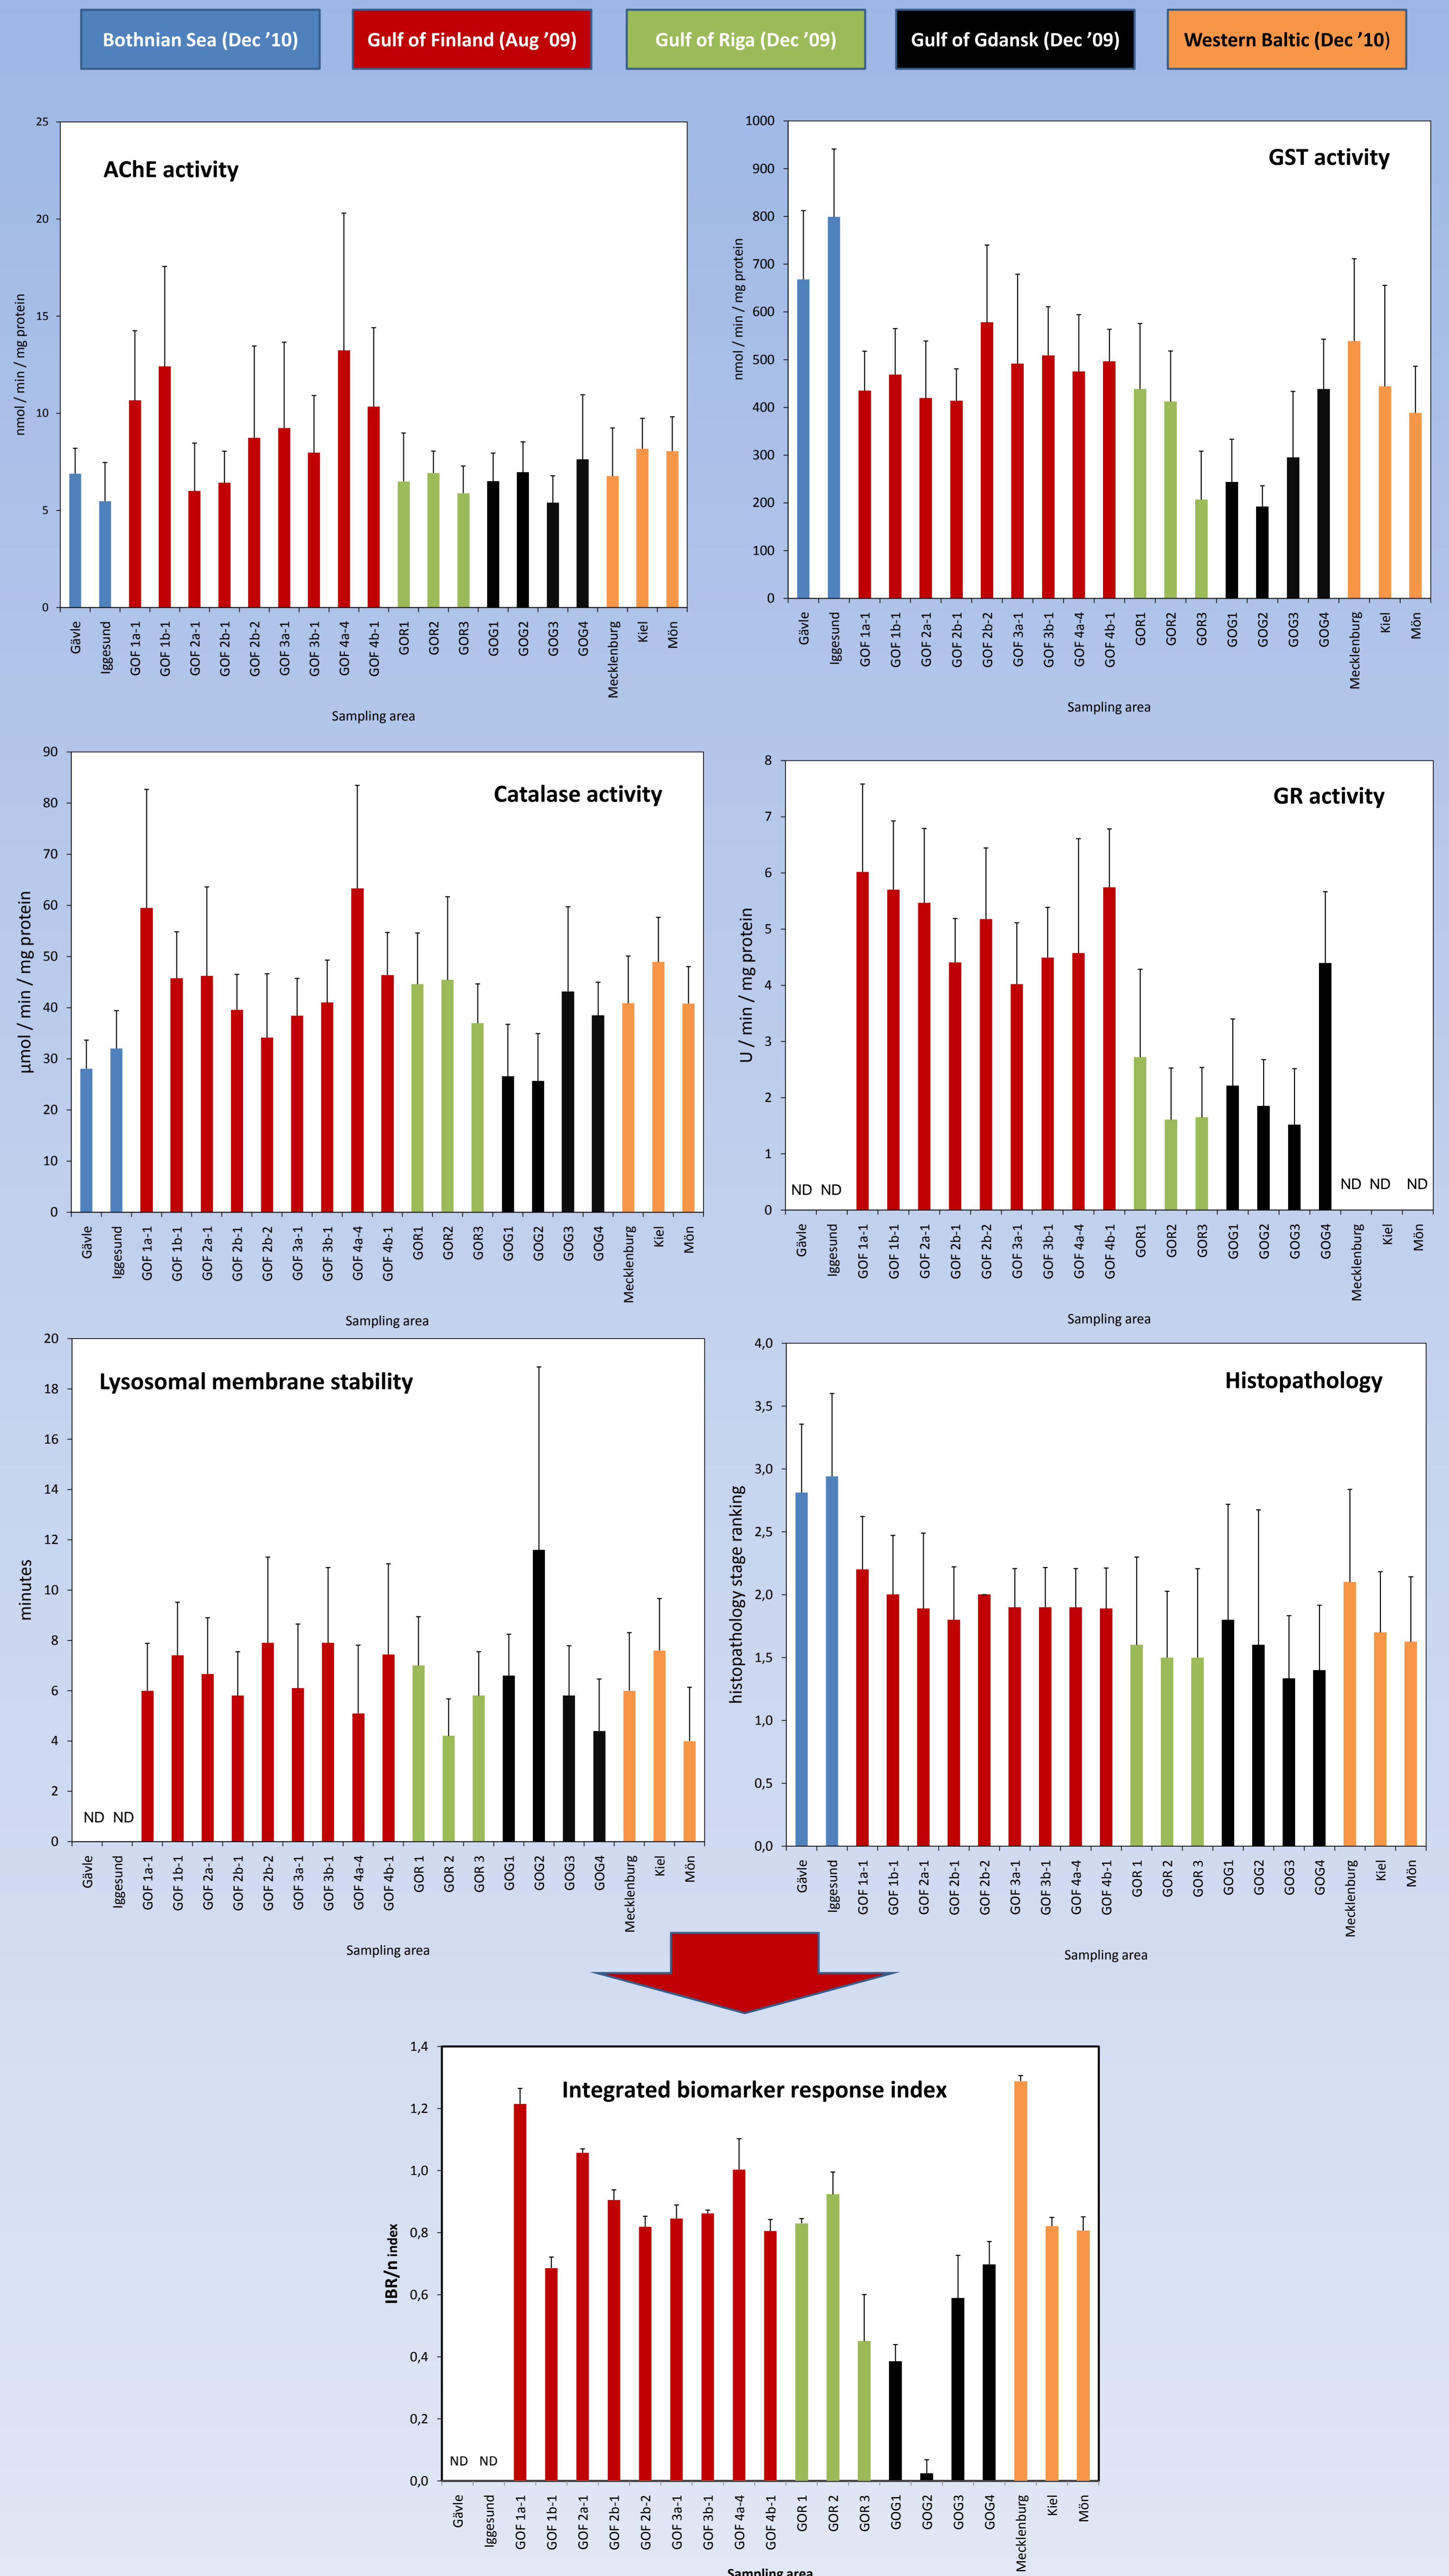 Bothnian Sea (Dec ’10)
Gulf of Finland (Aug ’09)
Gulf of Riga (Dec ’09)
Gulf of Gdansk (Dec ’09)
Western Baltic (Dec ’10)
AChE activity
nmol / min / mg protein
25
20
15
10
5
0
Gävle
Iggesund
GOF 1a-1
GOF 1b-1
GOF 2a-1
GOF 2b-1
GOF 2b-2
GOF 3a-1
GOF 3b-1
GOF 4a-4
GOF 4b-1
GOR1
GOR2
GOR3
GOG1
GOG2
GOG3
GOG4
Mecklenburg
Kiel
Mön
Sampling area
GST activity
nmol / min / mg protein
1000
900
800
700
600
500
400
300
200
100
0
Gävle
Iggesund
GOF 1a-1
GOF 1b-1
GOF 2a-1
GOF 2b-1
GOF 2b-2
GOF 3a-1
GOF 3b-1
GOF 4a-4
GOF 4b-1
GOR1
GOR2
GOR3
GOG1
GOG2
GOG3
GOG4
Mecklenburg
Kiel
Mön
Sampling area
Catalase activity
µmol / min / mg protein
90
80
70
60
50
40
30
20
10
0
Gävle
Iggesund
GOF 1a-1
GOF 1b-1
GOF 2a-1
GOF 2b-1
GOF 2b-2
GOF 3a-1
GOF 3b-1
GOF 4a-4
GOF 4b-1
GOR1
GOR2
GOR3
GOG1
GOG2
GOG3
GOG4
Mecklenburg
Kiel
Mön
Sampling area
GR activity
U / min / mg protein
8
7
6
5
4
3
2
1
0
ND ND
ND ND ND
Gävle
Iggesund
GOF 1a-1
GOF 1b-1
GOF 2a-1
GOF 2b-1
GOF 2b-2
GOF 3a-1
GOF 3b-1
GOF 4a-4
GOF 4b-1
GOR1
GOR2
GOR3
GOG1
GOG2
GOG3
GOG4
Mecklenburg
Kiel
Mön
Sampling area
Lysosomal membrane stability
minutes
20
18
16
14
12
10
8
6
4
2
0
ND ND
Gävle
Iggesund
GOF 1a-1
GOF 1b-1
GOF 2a-1
GOF 2b-1
GOF 2b-2
GOF 3a-1
GOF 3b-1
GOF 4a-4
GOF 4b-1
GOR 1
GOR 2
GOR 3
GOG1
GOG2
GOG3
GOG4
Mecklenburg
Kiel
Mön
Sampling area
Histopathology
histopathology stage ranking
4,0
3,5
3,0
2,5
2,0
1,5
1,0
0,5
0,0
Gävle
Iggesund
GOF 1a-1
GOF 1b-1
GOF 2a-1
GOF 2b-1
GOF 2b-2
GOF 3a-1
GOF 3b-1
GOF 4a-4
GOF 4b-1
GOR 1
GOR 2
GOR 3
GOG1
GOG2
GOG3
GOG4
Mecklenburg
Kiel
Mön
Sampling area
Integrated biomarker response index
IBR/n index
1,4
1,2
1,0
0,8
0,6
0,4
0,2
0,0
ND ND
Gävle
Iggesund
GOF 1a-1
GOF 1b-1
GOF 2a-1
GOF 2b-1
GOF 2b-2
GOF 3a-1
GOF 3b-1
GOF 4a-4
GOF 4b-1
GOR 1
GOR 2
GOR 3
GOG1
GOG2
GOG3
GOG4
Mecklenburg
Kiel
Mön
Sampling area